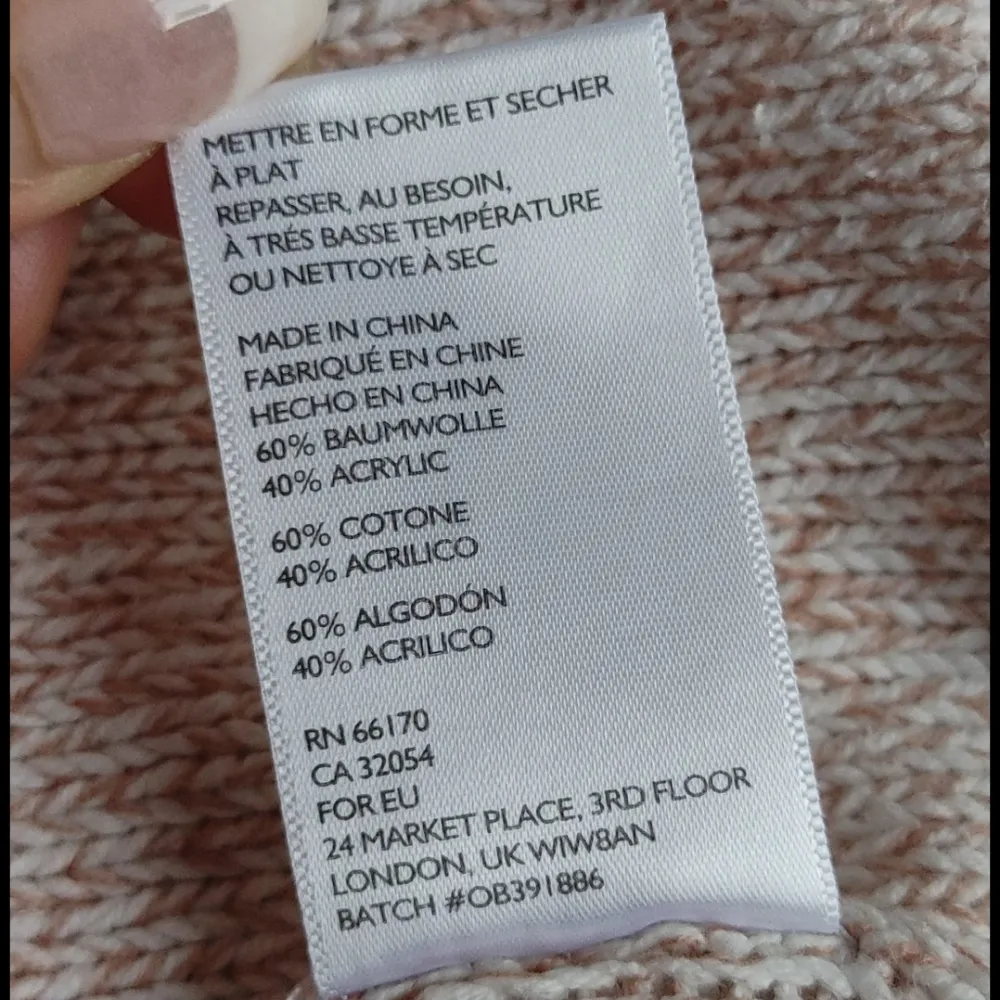 METTRE EN FORME ET SECHER
À PLAT
REPASSER, AU BESOIN,
À TRÉS BASSE TEMPÉRATURE
OU NETTOYE À SEC
MADE IN CHINA
FABRIQUÉ EN CHINE
HECHO EN CHINA
60% BAUMWOLLE
40% ACRYLIC
60% COTONE
40% ACRILICO
60% ALGODÓN
40% ACRILICO
RN 66170
CA 32054
FOR EU
24 MARKET PLACE, 3RD FLOOR
LONDON, UK WIW8AN
BATCH #OB391886